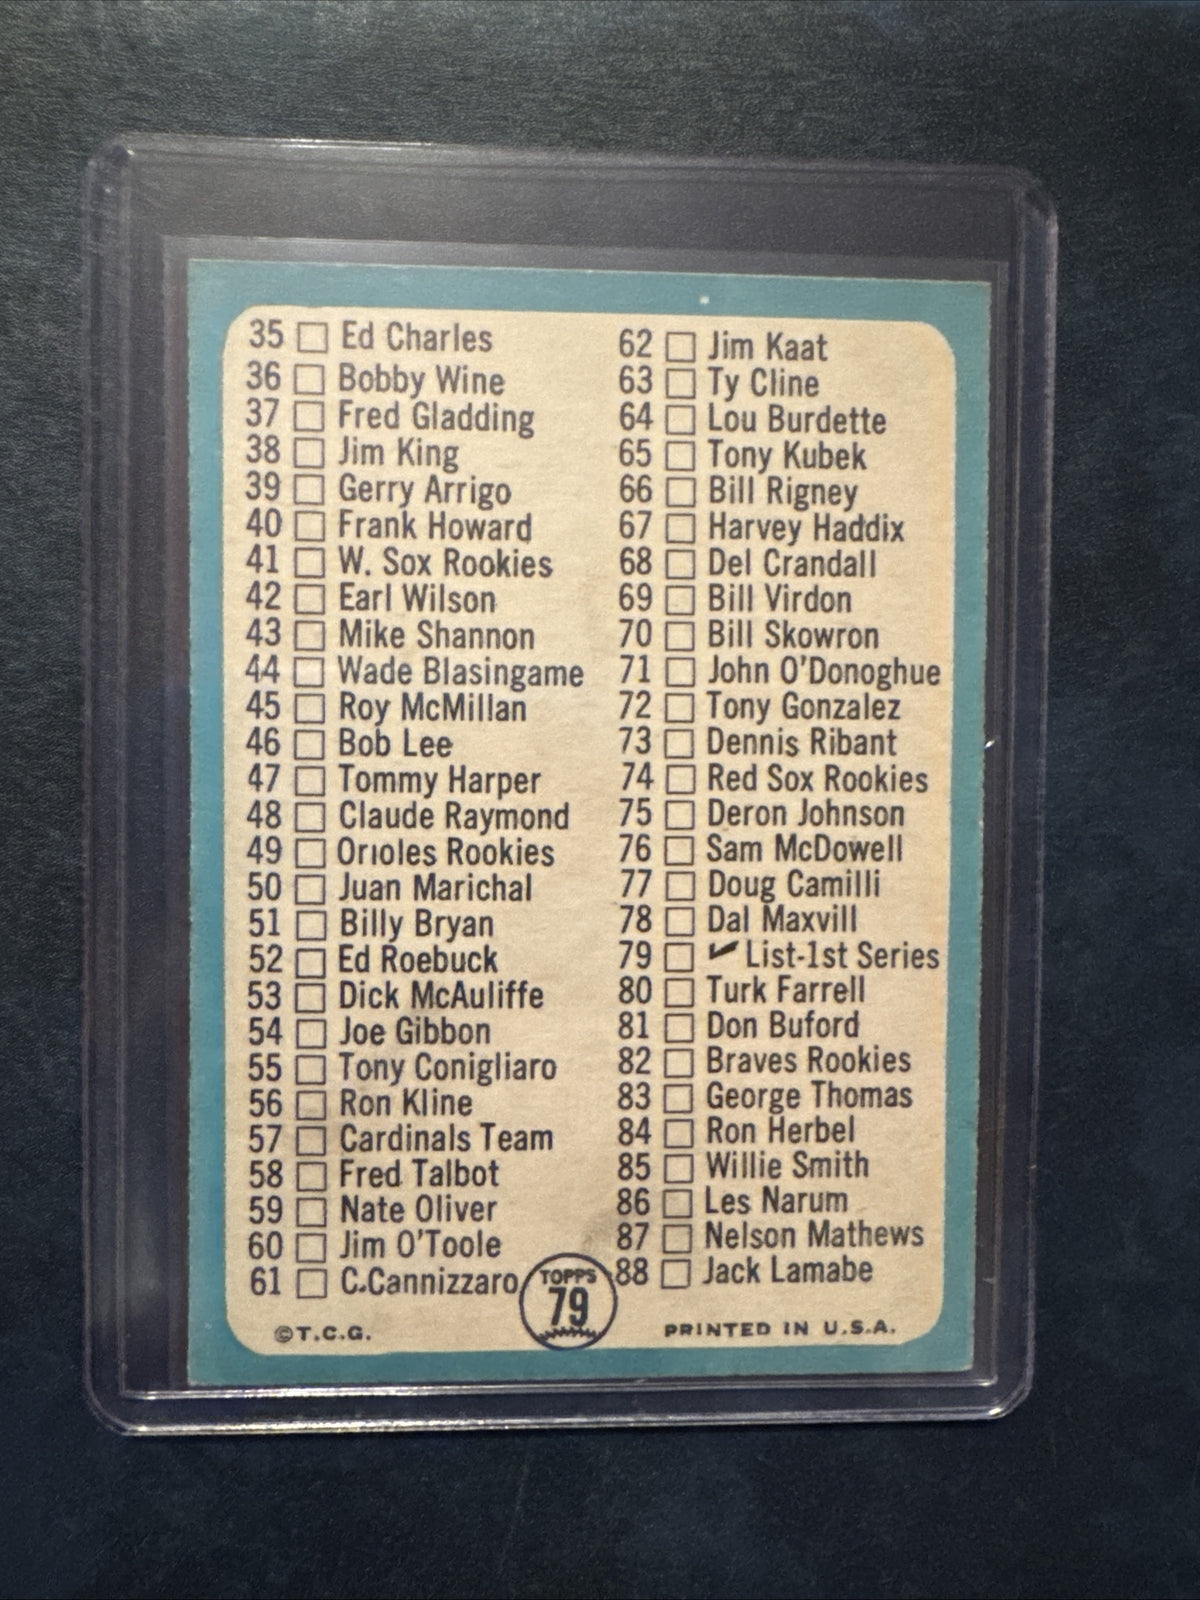 35 Ed Charles
36 Bobby Wine
37 Fred Gladding
38 Jim King
39 Gerry Arrigo
40 Frank Howard
41 W. Sox Rookies
42 Earl Wilson
43 Mike Shannon
44 Wade Blasingame
45 Roy McMillan
46 Bob Lee
47 Tommy Harper
48 Claude Raymond
49 Orioles Rookies
50 Juan Marichal
51 Billy Bryan
52 Ed Roebuck
53 Dick McAuliffe
54 Joe Gibbon
55 Tony Conigliaro
56 Ron Kline
57 Cardinals Team
58 Fred Talbot
59 Nate Oliver
60 Jim O'Toole
61 C.Cannizzaro
62 Jim Kaat
63 Ty Cline
64 Lou Burdette
65 Tony Kubek
66 Bill Rigney
67 Harvey Haddix
68 Del Crandall
69 Bill Virdon
70 Bill Skowron
71 John O'Donoghue
72 Tony Gonzalez
73 Dennis Ribant
74 Red Sox Rookies
75 Deron Johnson
76 Sam McDowell
77 Doug Camilli
78 Dal Maxvill
79 ✔ List-1st Series
80 Turk Farrell
81 Don Buford
82 Braves Rookies
83 George Thomas
84 Ron Herbel
85 Willie Smith
86 Les Narum
87 Nelson Mathews
88 Jack Lamabe
TOPPS
79
©T.C.G.
PRINTED IN U.S.A.